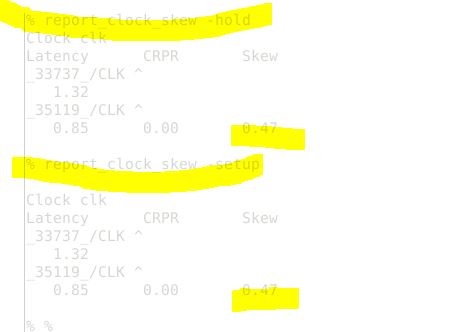 % report_clock_skew -hold
Clock clk
Latency CRPR Skew
_33737_/CLK ^
1.32
_35119_/CLK ^
0.85 0.00 0.47
% report_clock_skew -setup
Clock clk
Latency CRPR Skew
_33737_/CLK ^
1.32
_35119_/CLK ^
0.85 0.00 0.47
% %